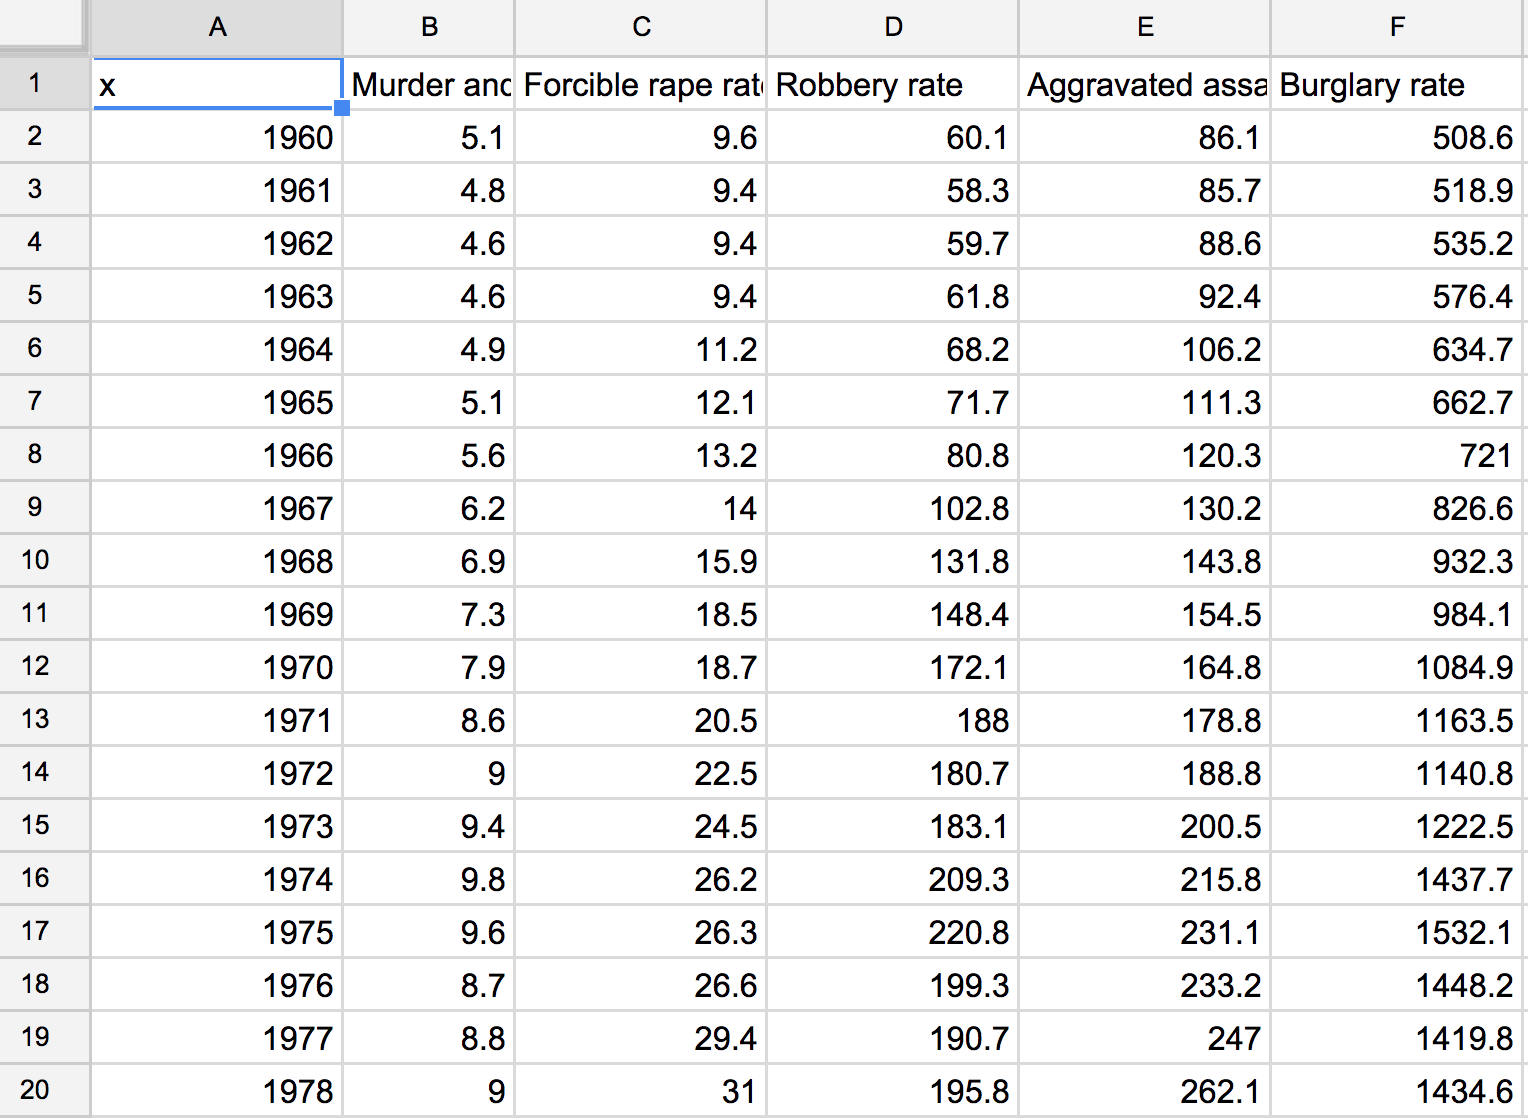 A B C D E F
1 x Murder and Forcible rape rate Robbery rate Aggravated assa Burglary rate
2 1960 5.1 9.6 60.1 86.1 508.6
3 1961 4.8 9.4 58.3 85.7 518.9
4 1962 4.6 9.4 59.7 88.6 535.2
5 1963 4.6 9.4 61.8 92.4 576.4
6 1964 4.9 11.2 68.2 106.2 634.7
7 1965 5.1 12.1 71.7 111.3 662.7
8 1966 5.6 13.2 80.8 120.3 721
9 1967 6.2 14 102.8 130.2 826.6
10 1968 6.9 15.9 131.8 143.8 932.3
11 1969 7.3 18.5 148.4 154.5 984.1
12 1970 7.9 18.7 172.1 164.8 1084.9
13 1971 8.6 20.5 188 178.8 1163.5
14 1972 9 22.5 180.7 188.8 1140.8
15 1973 9.4 24.5 183.1 200.5 1222.5
16 1974 9.8 26.2 209.3 215.8 1437.7
17 1975 9.6 26.3 220.8 231.1 1532.1
18 1976 8.7 26.6 199.3 233.2 1448.2
19 1977 8.8 29.4 190.7 247 1419.8
20 1978 9 31 195.8 262.1 1434.6